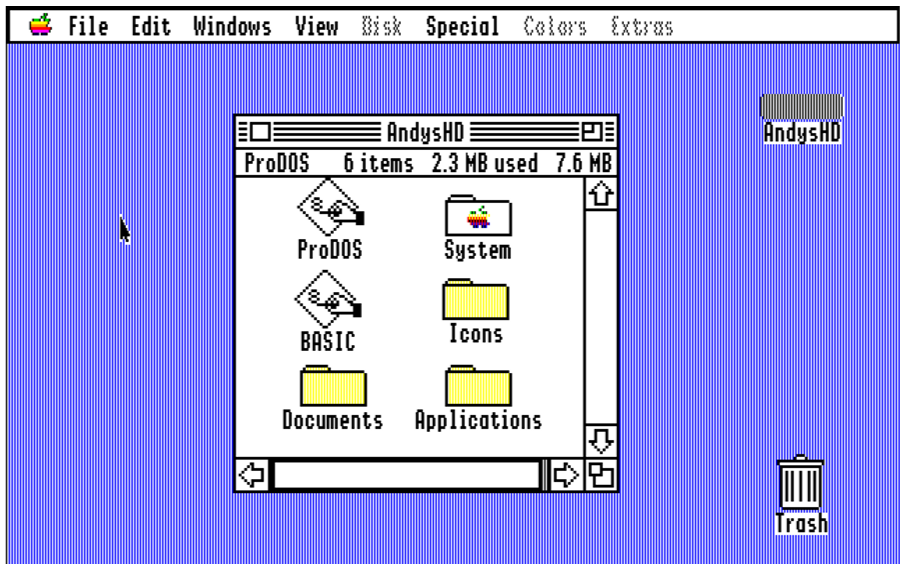 File Edit Windows View Disk Special Colors Extras
AndysHD
AndysHD
ProDOS 6 items 2.3 MB used 7.6 MB
ProDOS System
BASIC Icons
Documents Applications
Trash